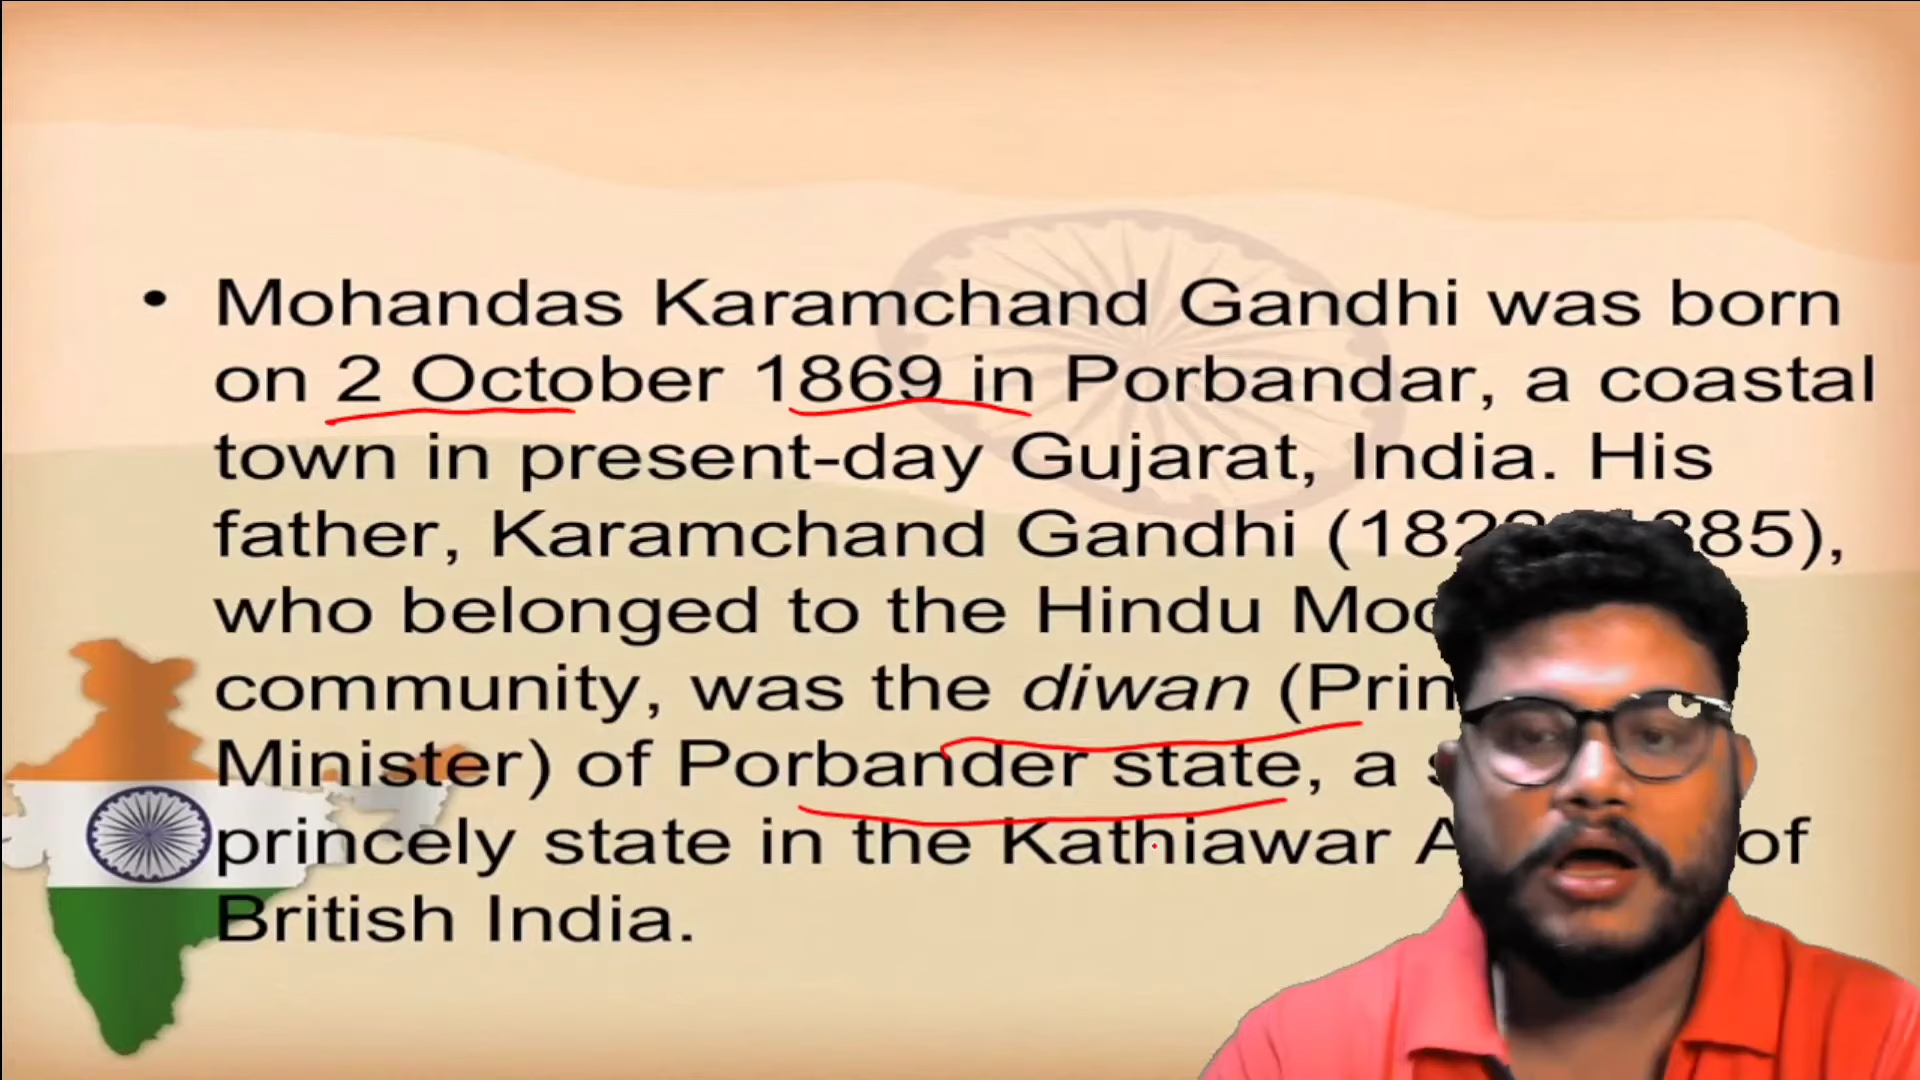 • Mohandas Karamchand Gandhi was born
on 2 October 1869 in Porbandar, a coastal
town in present-day Gujarat, India. His
father, Karamchand Gandhi
who belonged to the Hindu
community, was the diwan
Minister) of Porbander state, a
princely state in the Kathiawar of
British India.